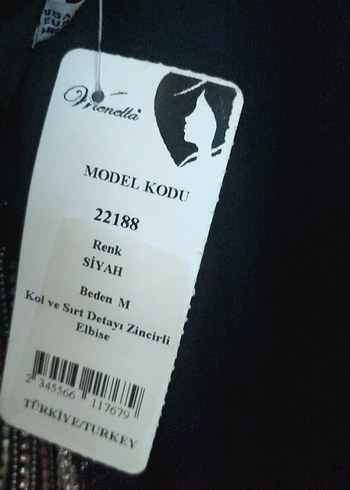 Vionella
MODEL KODU
22188
Renk
SİYAH
Beden M
Kol ve Sırt Detayı Zincirli
Elbise
2 345566 117679
TÜRKİYE/TURKEY